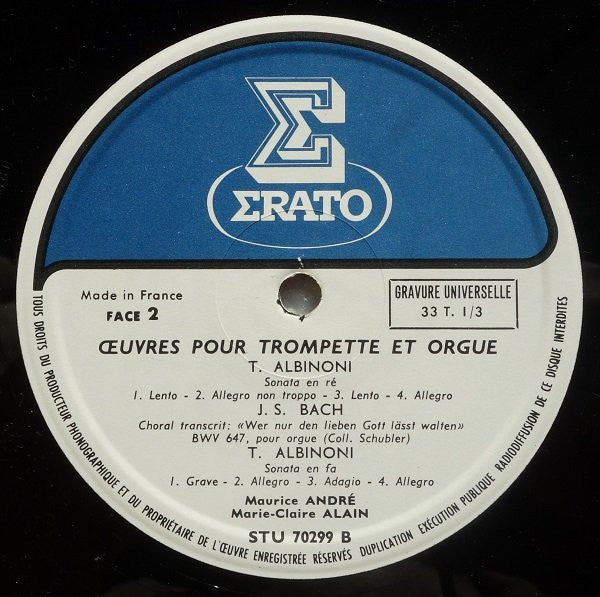 Σ
ΣRATO
Made in France
FACE 2
GRAVURE UNIVERSELLE
33 T. 1/3
ŒUVRES POUR TROMPETTE ET ORGUE
T. ALBINONI
Sonata en ré
1. Lento - 2. Allegro non troppo - 3. Lento - 4. Allegro
J. S. BACH
Choral transcrit: «Wer nur den lieben Gott lässt walten»
BWV 647, pour orgue (Coll. Schubler)
T. ALBINONI
Sonata en fa
1. Grave - 2. Allegro - 3. Adagio - 4. Allegro
Maurice ANDRÉ
Marie-Claire ALAIN
STU 70299 B
TOUS DROITS DU PRODUCTEUR PHONOGRAPHIQUE ET DU PROPRIÉTAIRE DE L'ŒUVRE ENREGISTRÉE RÉSERVÉS DUPLICATION EXÉCUTION PUBLIQUE RADIODIFFUSION DE CE DISQUE INTERDITES